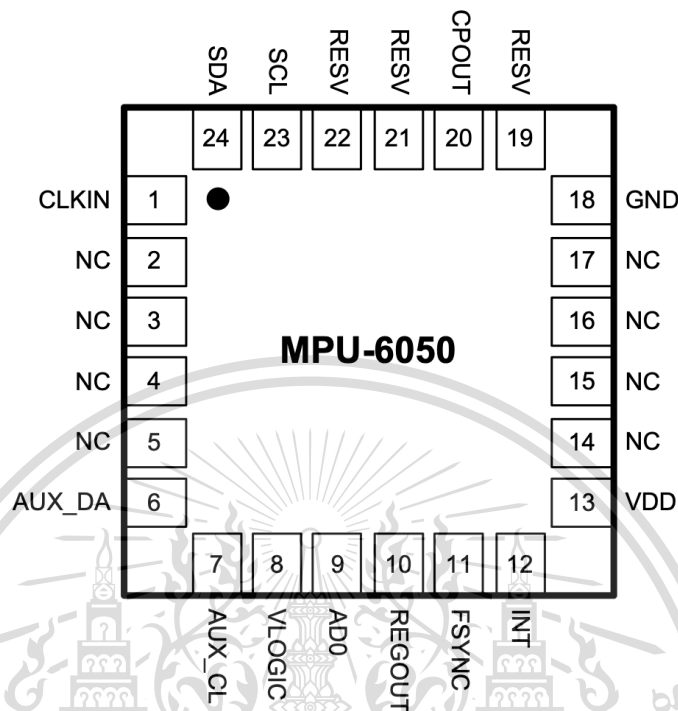 SDA SCL RESV RESV CPOUT RESV
24 23 22 21 20 19
CLKIN 1 18 GND
NC 2 17 NC
NC 3 16 NC
MPU-6050
NC 4 15 NC
NC 5 14 NC
AUX_DA 6 13 VDD
7 8 9 10 11 12
AUX_CL VLOGIC AD0 REGOUT FSYNC INT